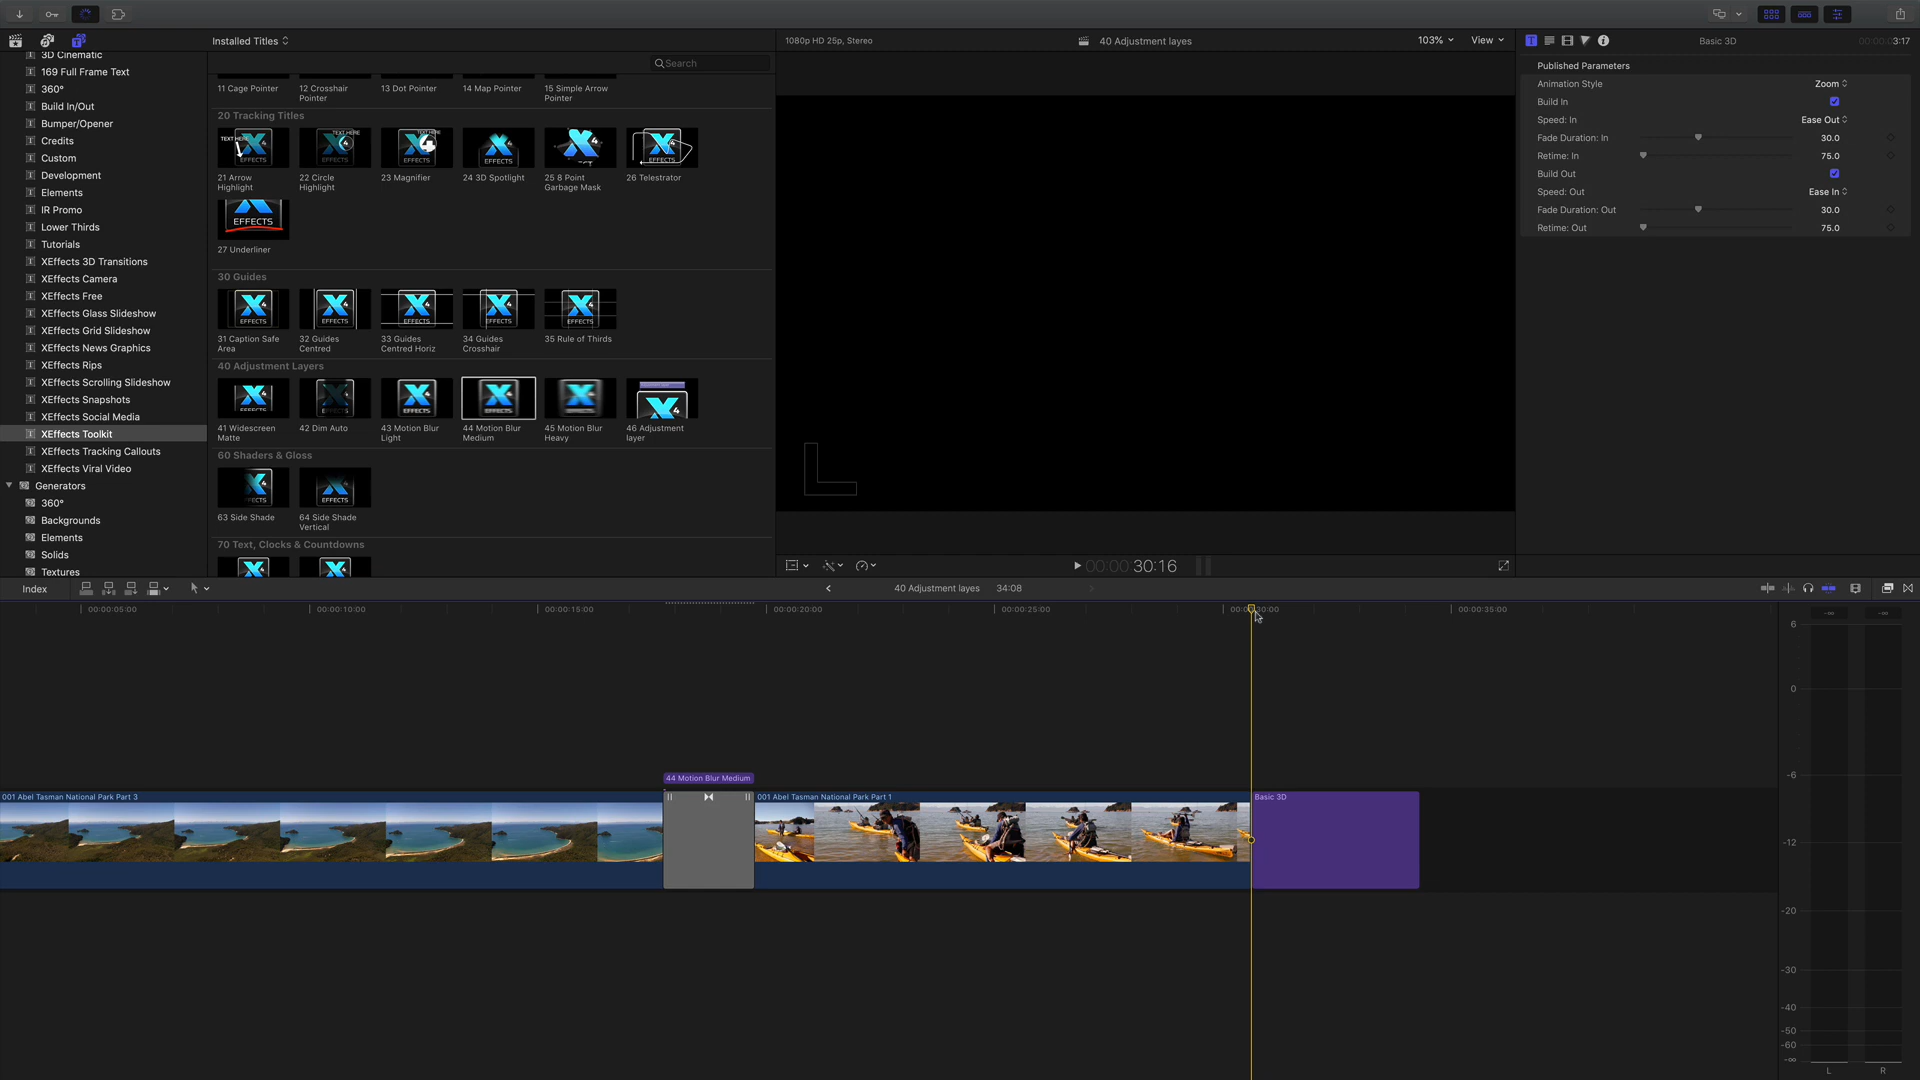 Installed Titles
1080p HD 25p, Stereo
40 Adjustment layes
103%
View
Basic 3D
00:00:03:17
3D Cinematic
169 Full Frame Text
360°
Build In/Out
Bumper/Opener
Credits
Custom
Development
Elements
IR Promo
Lower Thirds
Tutorials
XEffects 3D Transitions
XEffects Camera
XEffects Free
XEffects Glass Slideshow
XEffects Grid Slideshow
XEffects News Graphics
XEffects Rips
XEffects Scrolling Slideshow
XEffects Snapshots
XEffects Social Media
XEffects Toolkit
XEffects Tracking Callouts
XEffects Viral Video
Generators
360°
Backgrounds
Elements
Solids
Textures
Search
11 Cage Pointer
12 Crosshair Pointer
13 Dot Pointer
14 Map Pointer
15 Simple Arrow Pointer
20 Tracking Titles
21 Arrow Highlight
22 Circle Highlight
23 Magnifier
24 3D Spotlight
25 8 Point Garbage Mask
26 Telestrator
27 Underliner
30 Guides
31 Caption Safe Area
32 Guides Centred
33 Guides Centred Horiz
34 Guides Crosshair
35 Rule of Thirds
40 Adjustment Layers
41 Widescreen Matte
42 Dim Auto
43 Motion Blur Light
44 Motion Blur Medium
45 Motion Blur Heavy
46 Adjustment layer
60 Shaders & Gloss
63 Side Shade
64 Side Shade Vertical
70 Text, Clocks & Countdowns
Published Parameters
Animation Style Zoom
Build In
Speed: In Ease Out
Fade Duration: In 30.0
Retime: In 75.0
Build Out
Speed: Out Ease In
Fade Duration: Out 30.0
Retime: Out 75.0
00:00:30:16
Index
40 Adjustment layes
34:08
00:00:05:00
00:00:10:00
00:00:15:00
00:00:20:00
00:00:25:00
00:00:30:00
00:00:35:00
44 Motion Blur Medium
001 Abel Tasman National Park Part 3
001 Abel Tasman National Park Part 1
Basic 3D
-∞ -∞
6
0
-6
-12
-20
-30
-40
-50
-60
-∞
L R